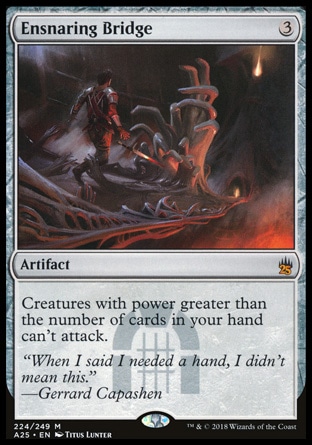 Ensnaring Bridge 3
Artifact
25
Creatures with power greater than
the number of cards in your hand
can't attack.
“When I said I needed a hand, I didn't
mean this.”
—Gerrard Capashen
224/249 M
A25 • EN Titus Lunter
™ & © 2018 Wizards of the Coast